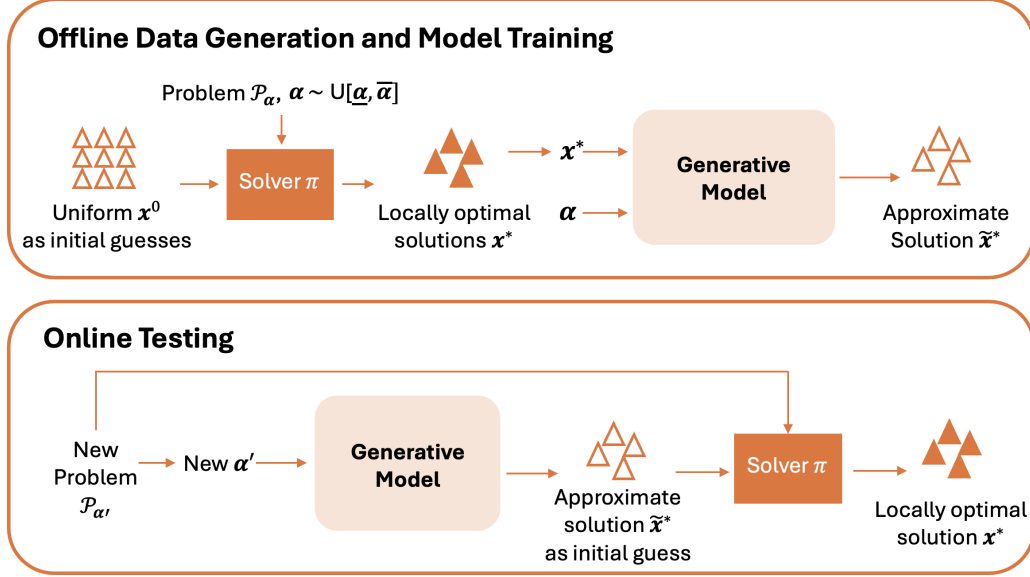 Offline Data Generation and Model Training
Problem 𝒫_α, α ~ U[α̲, α̅]
Solver π
Uniform x⁰
as initial guesses
Locally optimal
solutions x*
x*
α
Generative
Model
Approximate
Solution x̃*
Online Testing
New
Problem
𝒫_α′
New α′
Generative
Model
Approximate
solution x̃*
as initial guess
Solver π
Locally optimal
solution x*